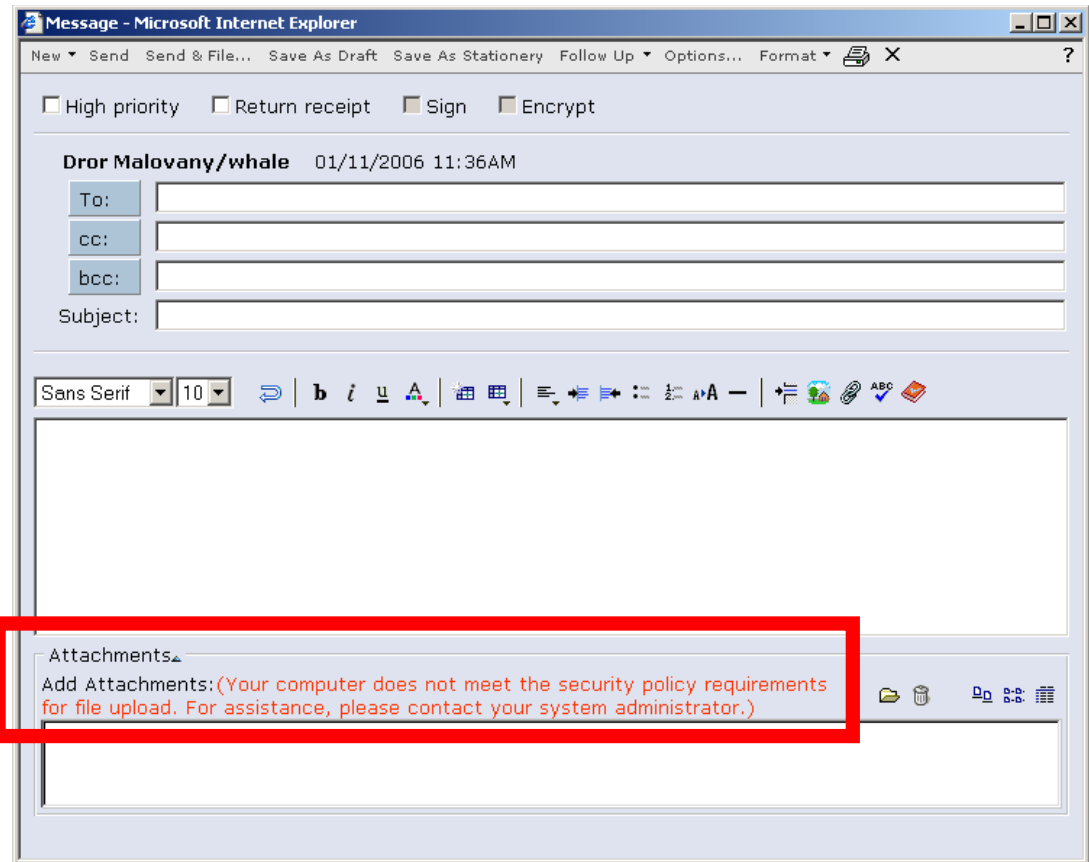 Message - Microsoft Internet Explorer
New Send Send & File... Save As Draft Save As Stationery Follow Up Options... Format ?
High priority Return receipt Sign Encrypt
Dror Malovany/whale 01/11/2006 11:36AM
To:
cc:
bcc:
Subject:
Sans Serif 10 b i u A A▸A ABC
Attachments
Add Attachments:(Your computer does not meet the security policy requirements
for file upload. For assistance, please contact your system administrator.)